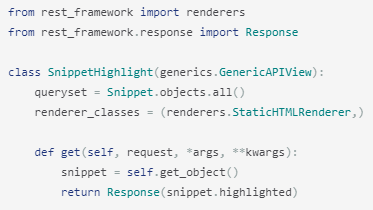 from rest_framework import renderers
from rest_framework.response import Response

class SnippetHighlight(generics.GenericAPIView):
    queryset = Snippet.objects.all()
    renderer_classes = (renderers.StaticHTMLRenderer,)

    def get(self, request, *args, **kwargs):
        snippet = self.get_object()
        return Response(snippet.highlighted)